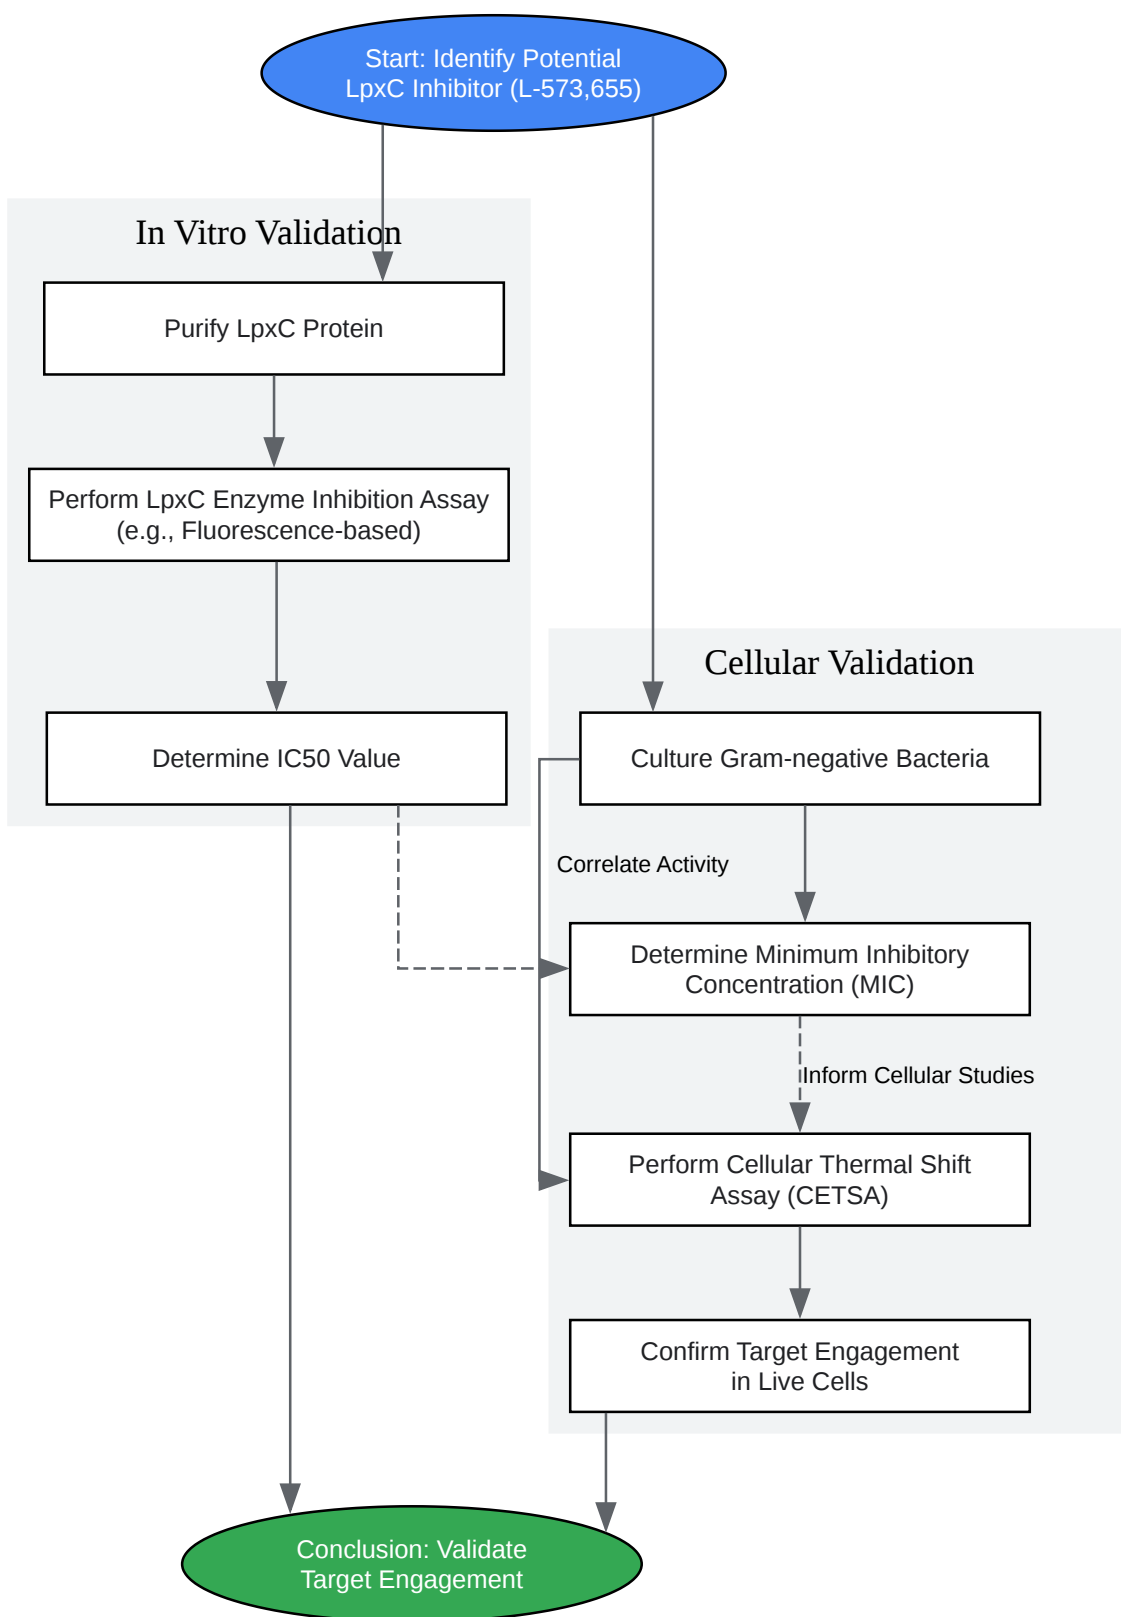 Start: Identify Potential
LpxC Inhibitor (L-573,655)
In Vitro Validation
Purify LpxC Protein
Perform LpxC Enzyme Inhibition Assay
(e.g., Fluorescence-based)
Determine IC50 Value
Cellular Validation
Culture Gram-negative Bacteria
Correlate Activity
Determine Minimum Inhibitory
Concentration (MIC)
Inform Cellular Studies
Perform Cellular Thermal Shift
Assay (CETSA)
Confirm Target Engagement
in Live Cells
Conclusion: Validate
Target Engagement